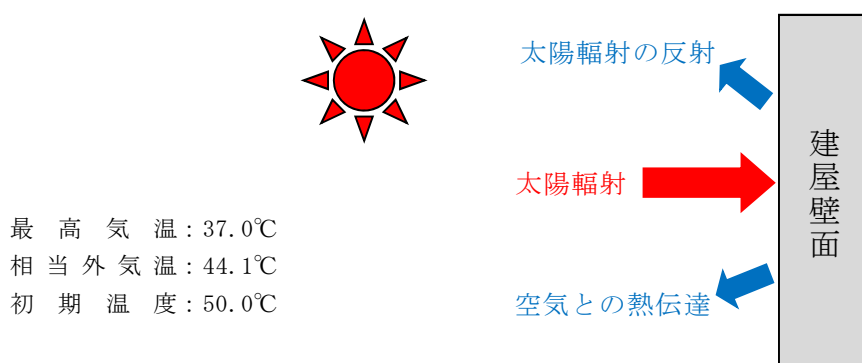 太陽輻射の反射
太陽輻射
空気との熱伝達
建屋壁面
最高気温:37.0℃
相当外気温:44.1℃
初期温度:50.0℃